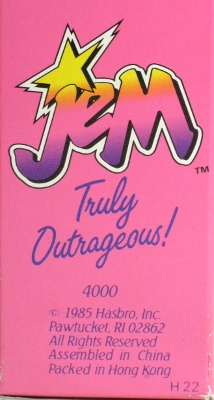 JEM
TM
Truly
Outrageous!
4000
© 1985 Hasbro, Inc.
Pawtucket, RI 02862
All Rights Reserved
Assembled in China
Packed in Hong Kong
H 22